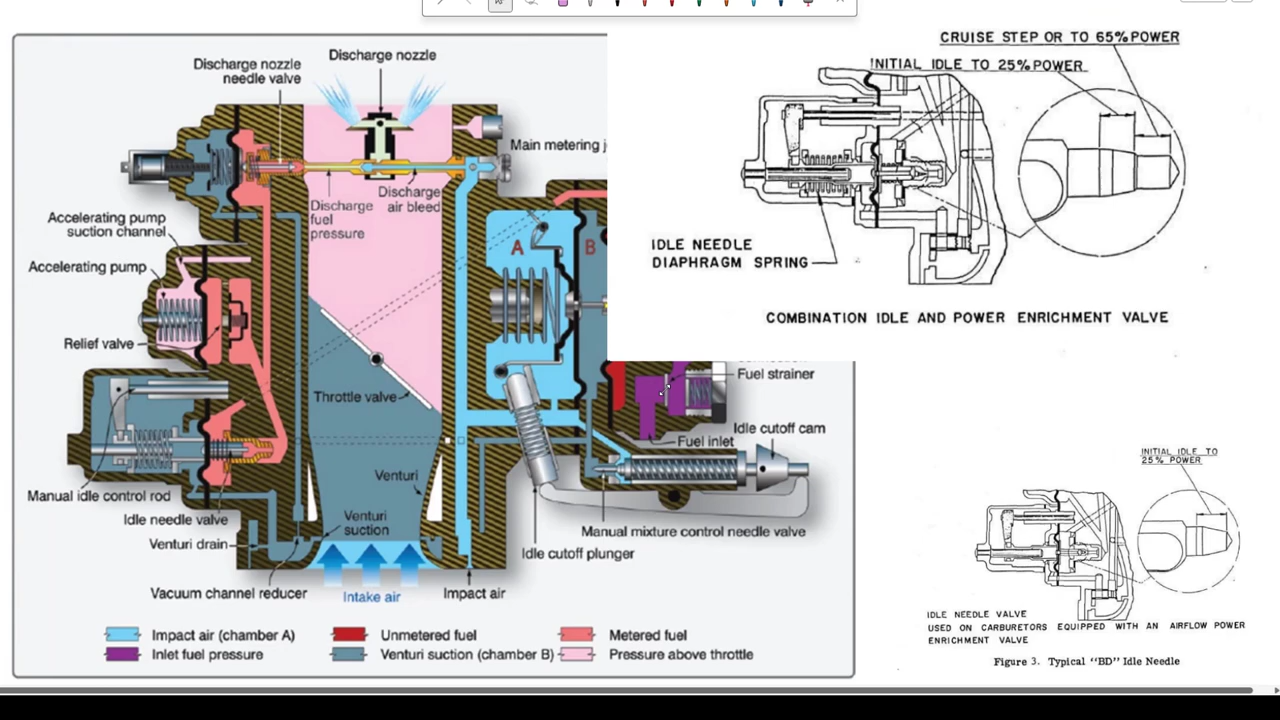 Discharge nozzle
Discharge nozzle
needle valve
Main metering j
Discharge
air bleed
Discharge
fuel
pressure
Accelerating pump
suction channel
Accelerating pump
A
B
Relief valve
Throttle valve
Fuel strainer
Idle cutoff cam
Fuel inlet
Venturi
Manual idle control rod
Idle needle valve
Venturi
suction
Venturi drain
Manual mixture control needle valve
Idle cutoff plunger
Vacuum channel reducer
Intake air
Impact air
Impact air (chamber A)
Unmetered fuel
Metered fuel
Inlet fuel pressure
Venturi suction (chamber B)
Pressure above throttle
CRUISE STEP OR TO 65% POWER
INITIAL IDLE TO 25% POWER
IDLE NEEDLE
DIAPHRAGM SPRING
COMBINATION IDLE AND POWER ENRICHMENT VALVE
INITIAL IDLE TO
25% POWER
IDLE NEEDLE VALVE
USED ON CARBURETORS EQUIPPED WITH AN AIRFLOW POWER
ENRICHMENT VALVE
Figure 3. Typical "BD" Idle Needle